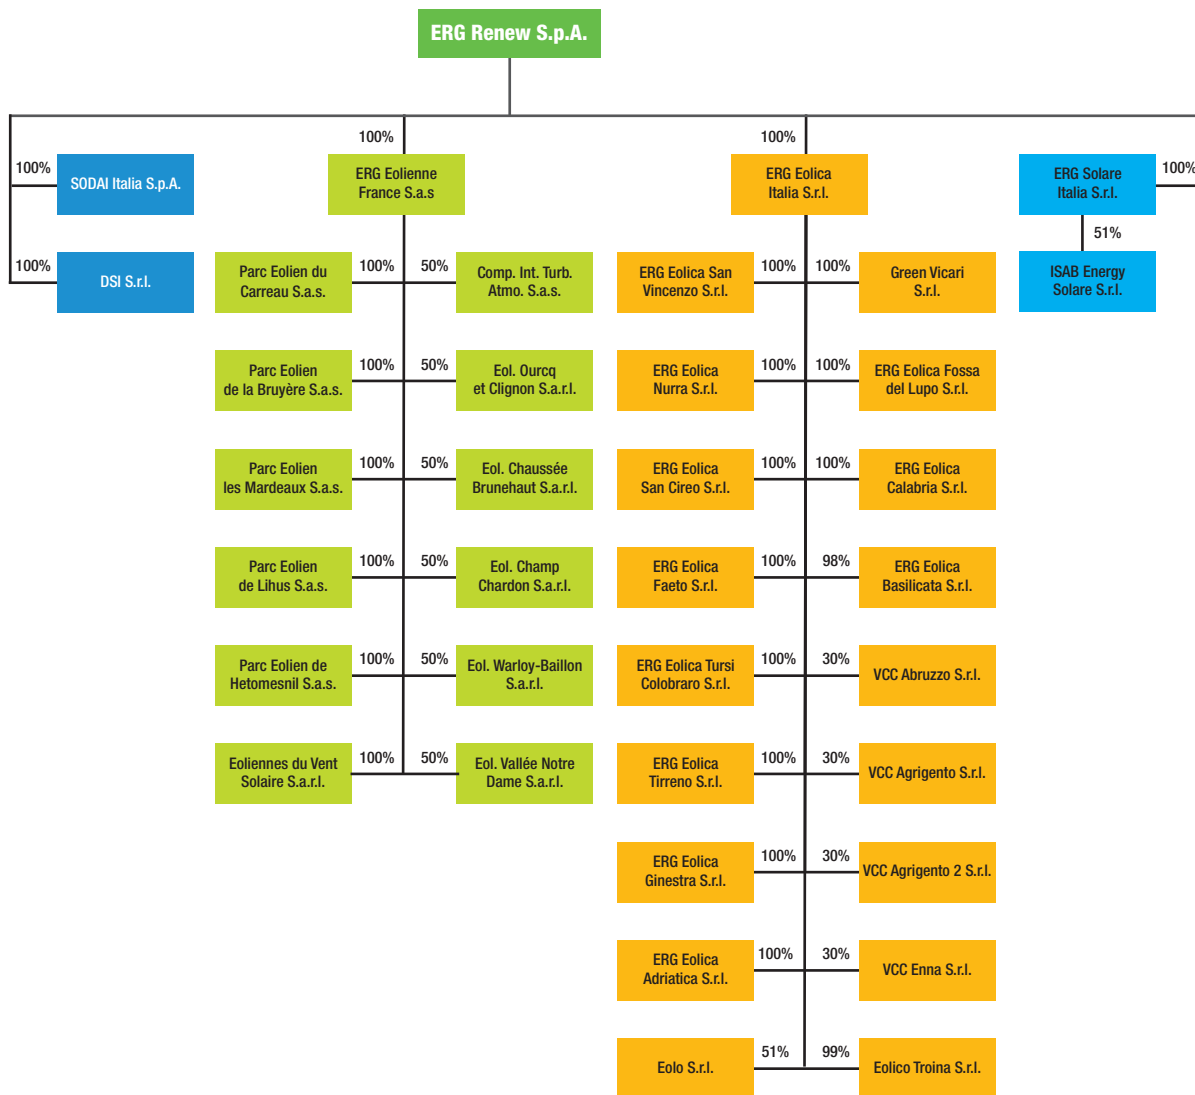 ERG Renew S.p.A.
100%
SODAI Italia S.p.A.
100%
DSI S.r.l.
100%
ERG Eolienne
France S.a.s
100%
ERG Eolica
Italia S.r.l.
ERG Solare
Italia S.r.l.
100%
51%
ISAB Energy
Solare S.r.l.
Parc Eolien du
Carreau S.a.s.
100%
50%
Comp. Int. Turb.
Atmo. S.a.s.
Parc Eolien
de la Bruyère S.a.s.
100%
50%
Eol. Ourcq
et Clignon S.a.r.l.
Parc Eolien
les Mardeaux S.a.s.
100%
50%
Eol. Chaussée
Brunehaut S.a.r.l.
Parc Eolien
de Lihus S.a.s.
100%
50%
Eol. Champ
Chardon S.a.r.l.
Parc Eolien de
Hetomesnil S.a.s.
100%
50%
Eol. Warloy-Baillon
S.a.r.l.
Eoliennes du Vent
Solaire S.a.r.l.
100%
50%
Eol. Vallée Notre
Dame S.a.r.l.
ERG Eolica San
Vincenzo S.r.l.
100%
100%
Green Vicari
S.r.l.
ERG Eolica
Nurra S.r.l.
100%
100%
ERG Eolica Fossa
del Lupo S.r.l.
ERG Eolica
San Cireo S.r.l.
100%
100%
ERG Eolica
Calabria S.r.l.
ERG Eolica
Faeto S.r.l.
100%
98%
ERG Eolica
Basilicata S.r.l.
ERG Eolica Tursi
Colobraro S.r.l.
100%
30%
VCC Abruzzo S.r.l.
ERG Eolica
Tirreno S.r.l.
100%
30%
VCC Agrigento S.r.l.
ERG Eolica
Ginestra S.r.l.
100%
30%
VCC Agrigento 2 S.r.l.
ERG Eolica
Adriatica S.r.l.
100%
30%
VCC Enna S.r.l.
Eolo S.r.l.
51%
99%
Eolico Troina S.r.l.